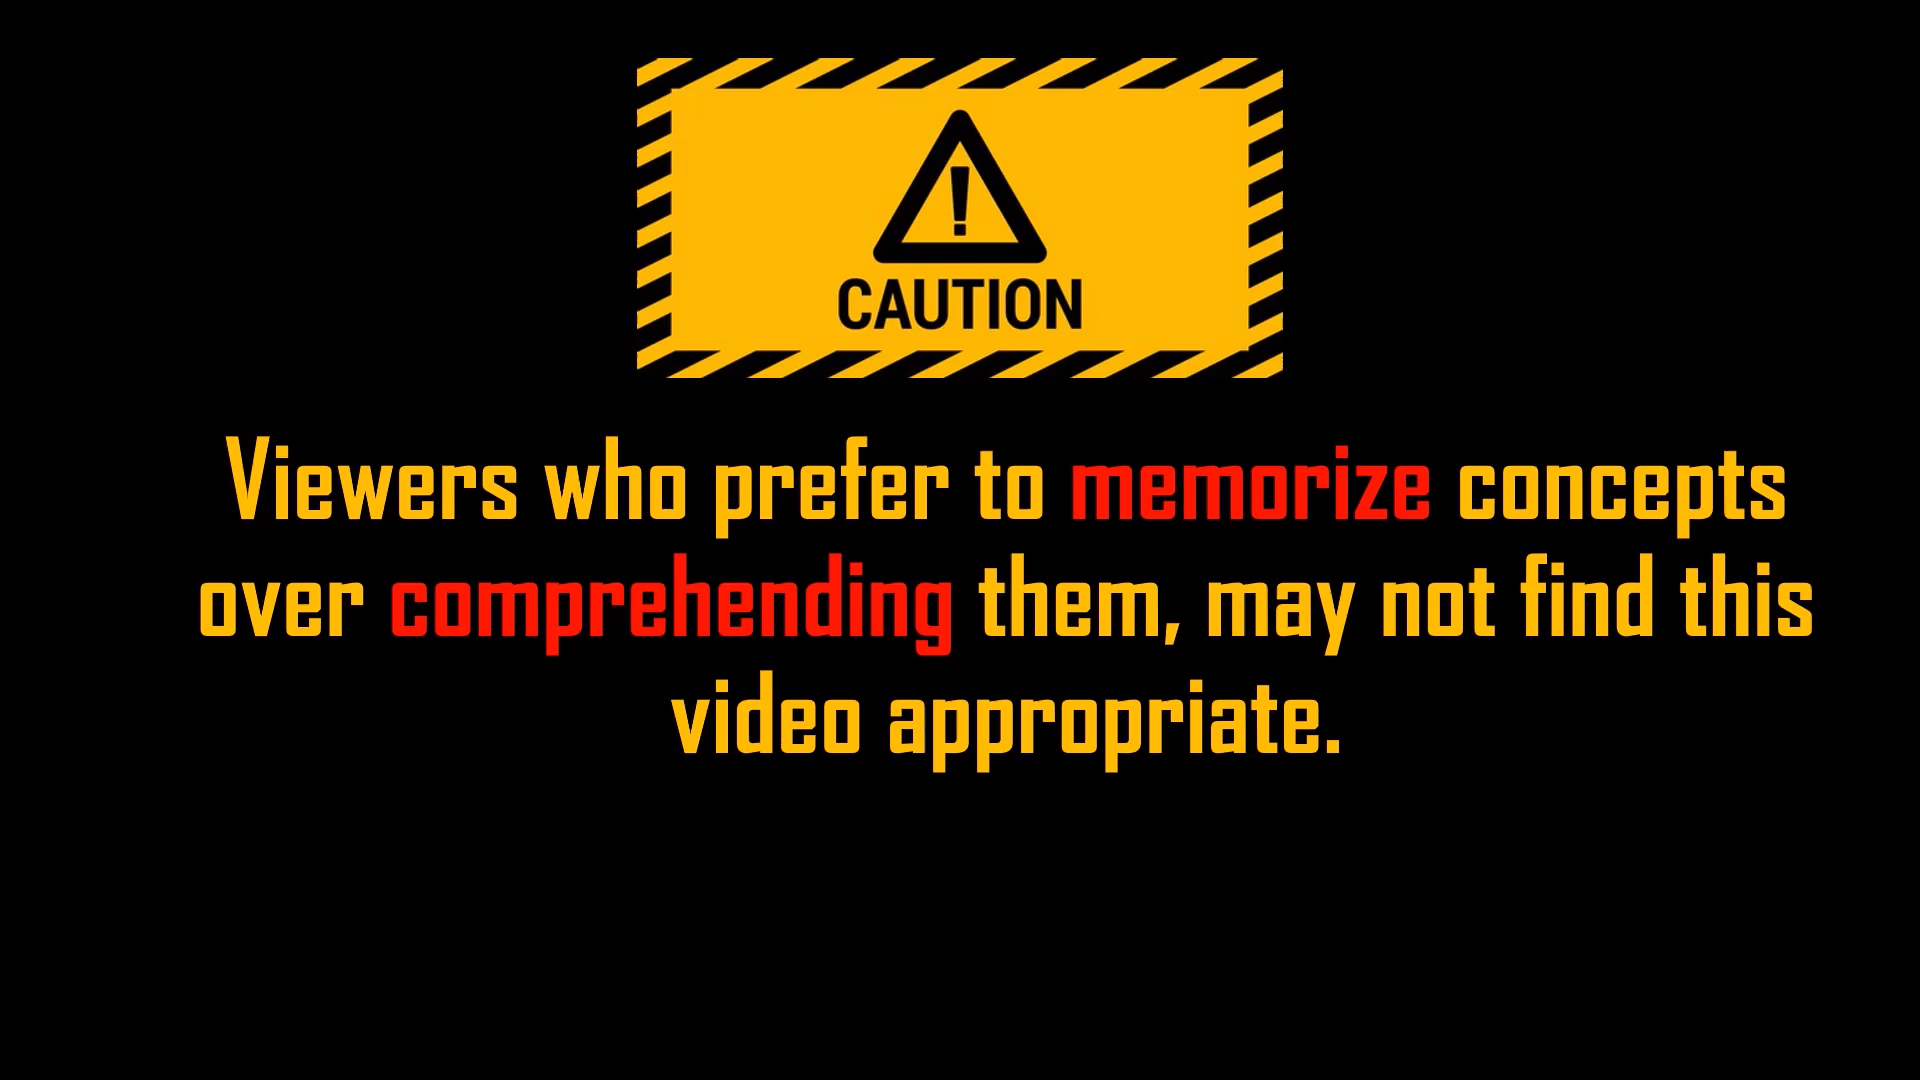 !
CAUTION
Viewers who prefer to memorize concepts
over comprehending them, may not find this
video appropriate.